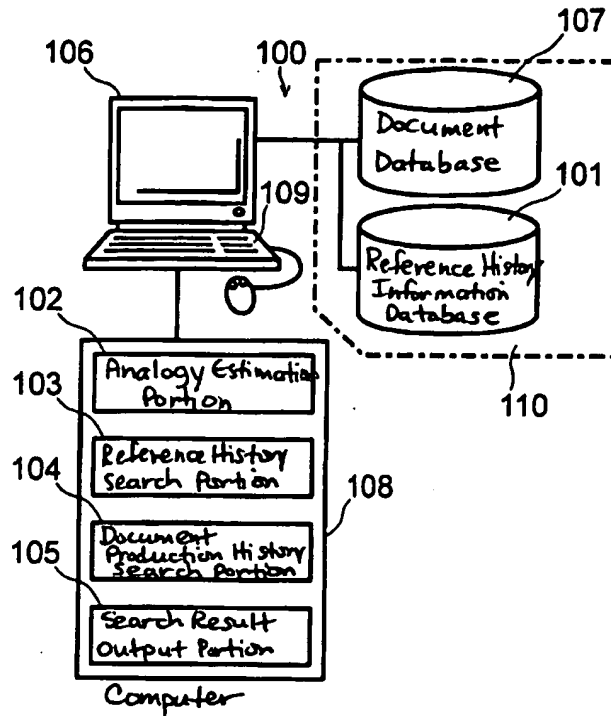 107
106
100
Document
Database
109
101
Reference History
Information
Database
102
Analogy Estimation
Portion
110
103
Reference History
Search Portion
104
108
Document
Production History
Search Portion
105
Search Result
Output Portion
Computer